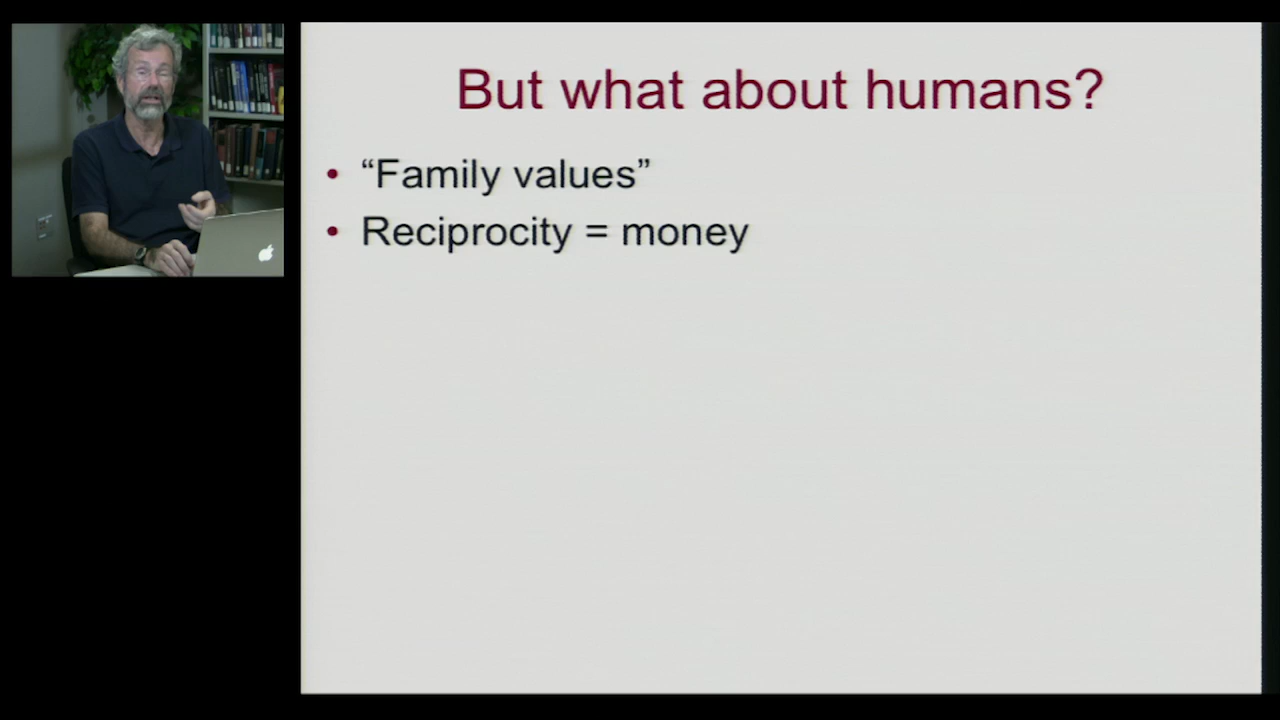 But what about humans?
• “Family values”
• Reciprocity = money